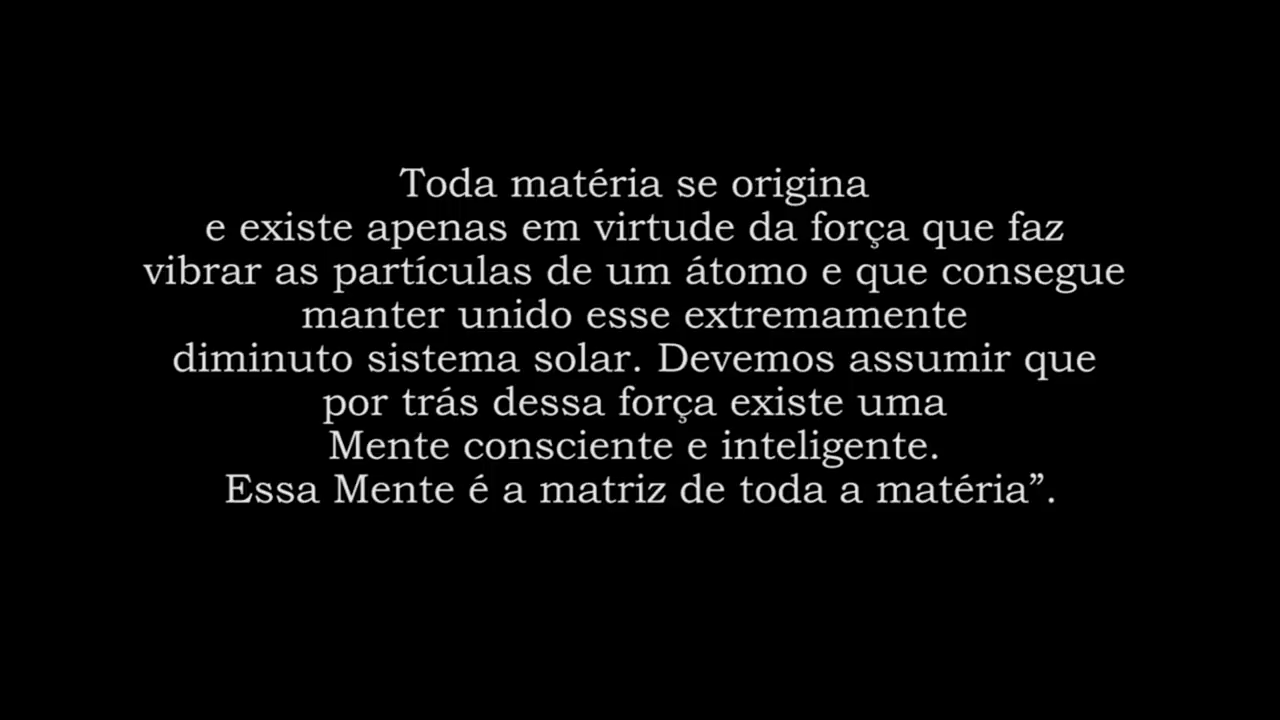 Toda matéria se origina
e existe apenas em virtude da força que faz
vibrar as partículas de um átomo e que consegue
manter unido esse extremamente
diminuto sistema solar. Devemos assumir que
por trás dessa força existe uma
Mente consciente e inteligente.
Essa Mente é a matriz de toda a matéria”.